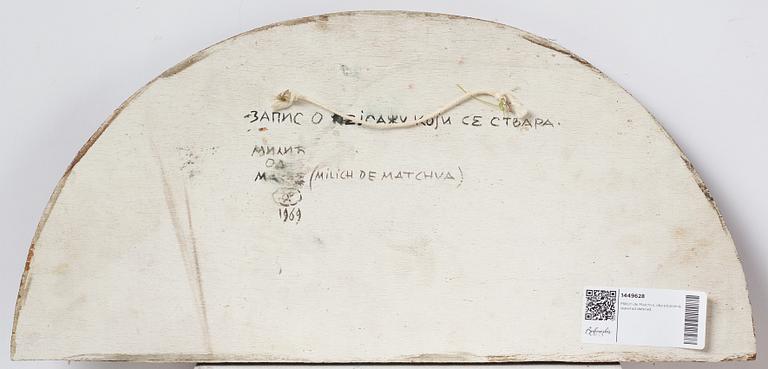 ЗАПИС О ПЕЈСАЖУ КОЈИ СЕ СТВАРА.
МИЛИЋ
ОД
(MILICH DE MATCHVA)
1969
1449628